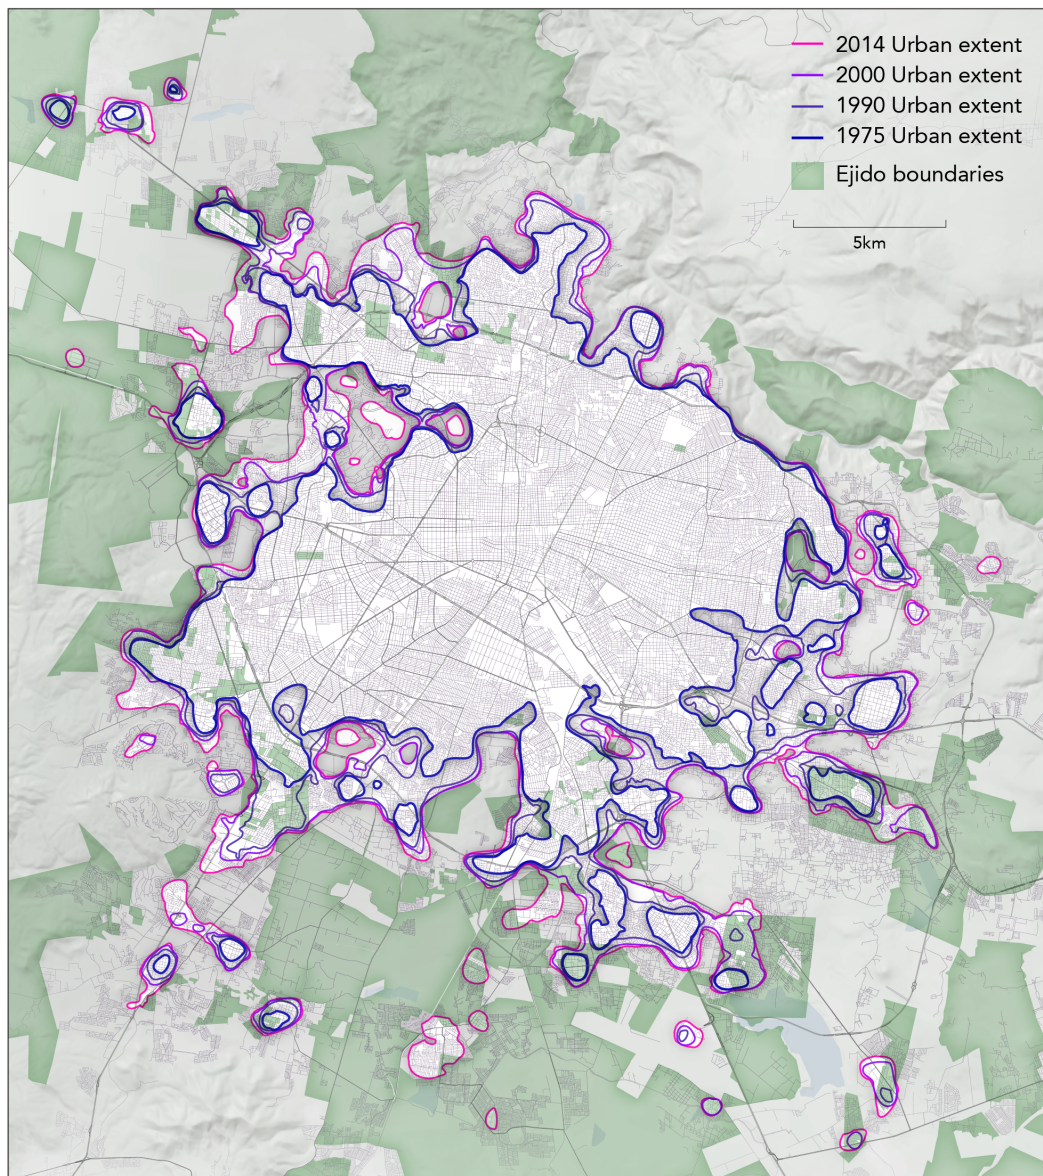 2014 Urban extent
2000 Urban extent
1990 Urban extent
1975 Urban extent
Ejido boundaries
5km